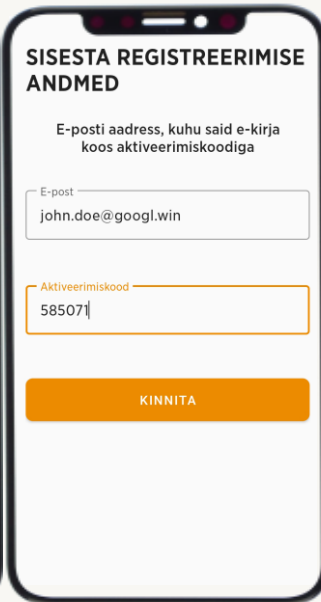 SISESTA REGISTREERIMISE
ANDMED
E-posti aadress, kuhu said e-kirja
koos aktiveerimiskoodiga
E-post
john.doe@googl.win
Aktiveerimiskood
585071
KINNITA